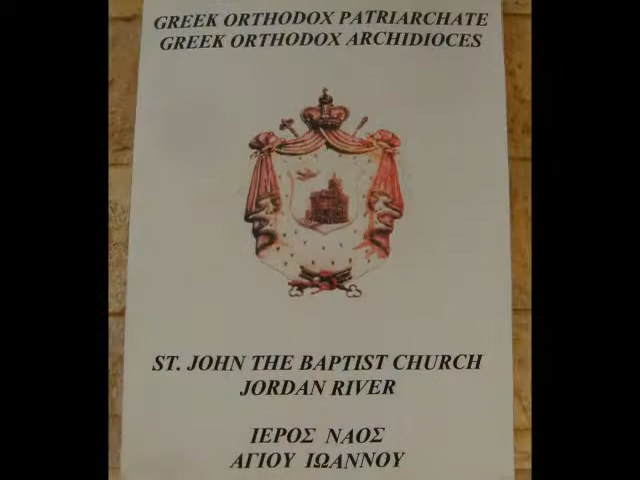 GREEK ORTHODOX PATRIARCHATE
GREEK ORTHODOX ARCHIDIOCES
ST. JOHN THE BAPTIST CHURCH
JORDAN RIVER
ΙΕΡΟΣ ΝΑΟΣ
ΑΓΙΟΥ ΙΩΑΝΝΟΥ